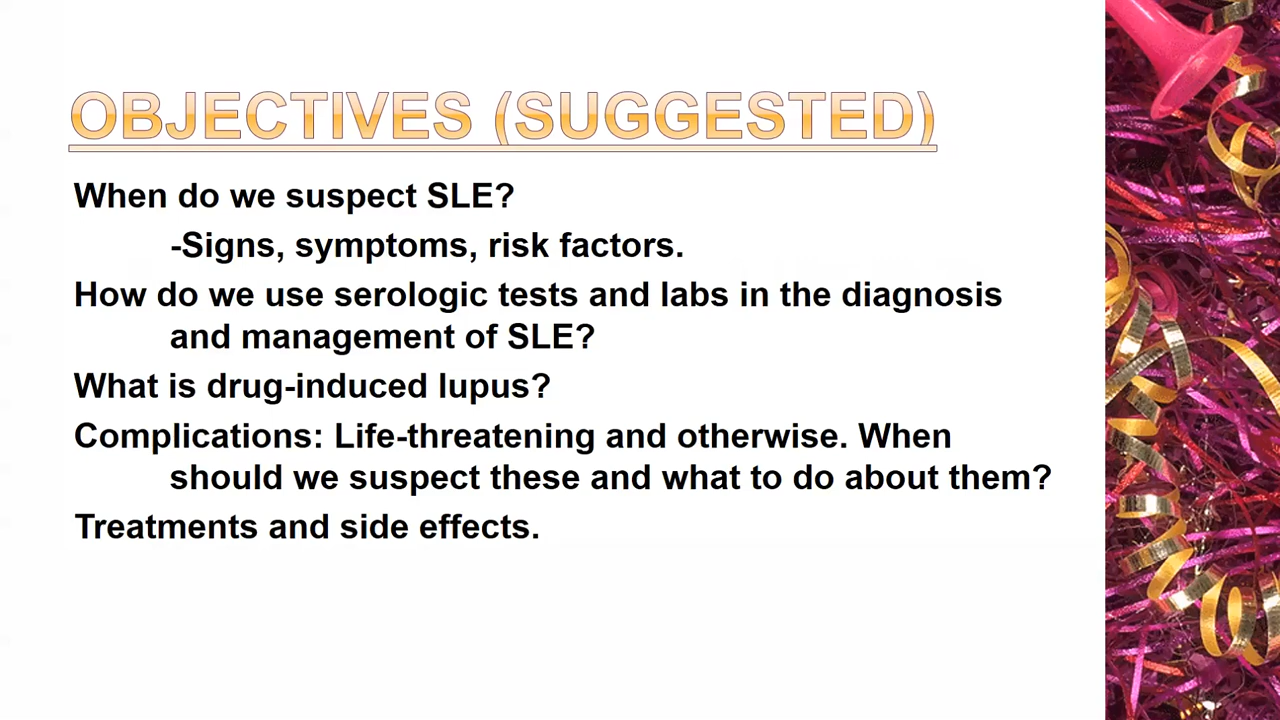 OBJECTIVES (SUGGESTED)
When do we suspect SLE?
-Signs, symptoms, risk factors.
How do we use serologic tests and labs in the diagnosis
and management of SLE?
What is drug-induced lupus?
Complications: Life-threatening and otherwise. When
should we suspect these and what to do about them?
Treatments and side effects.